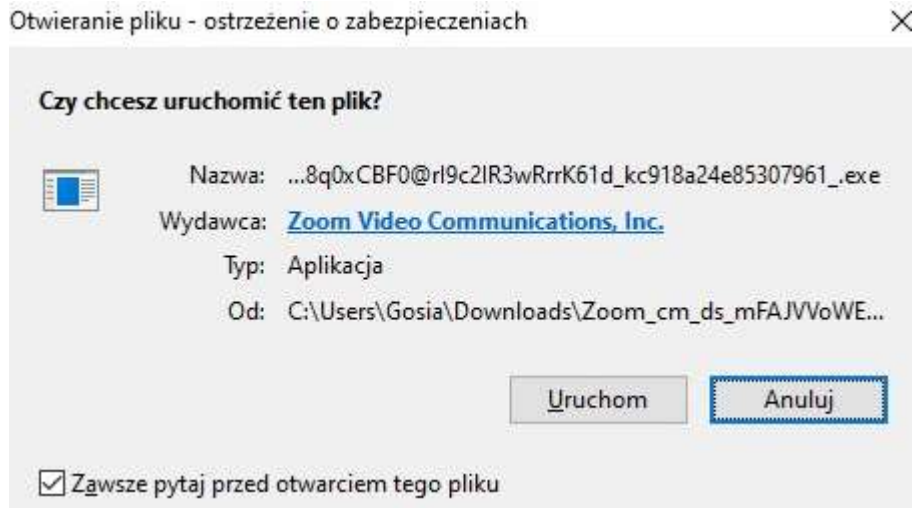 Otwieranie pliku - ostrzeżenie o zabezpieczeniach
Czy chcesz uruchomić ten plik?
Nazwa: ...8q0xCBF0@rI9c2IR3wRrrK61d_kc918a24e85307961_.exe
Wydawca: Zoom Video Communications, Inc.
Typ: Aplikacja
Od: C:\Users\Gosia\Downloads\Zoom_cm_ds_mFAJVVoWE...
Uruchom Anuluj
Zawsze pytaj przed otwarciem tego pliku